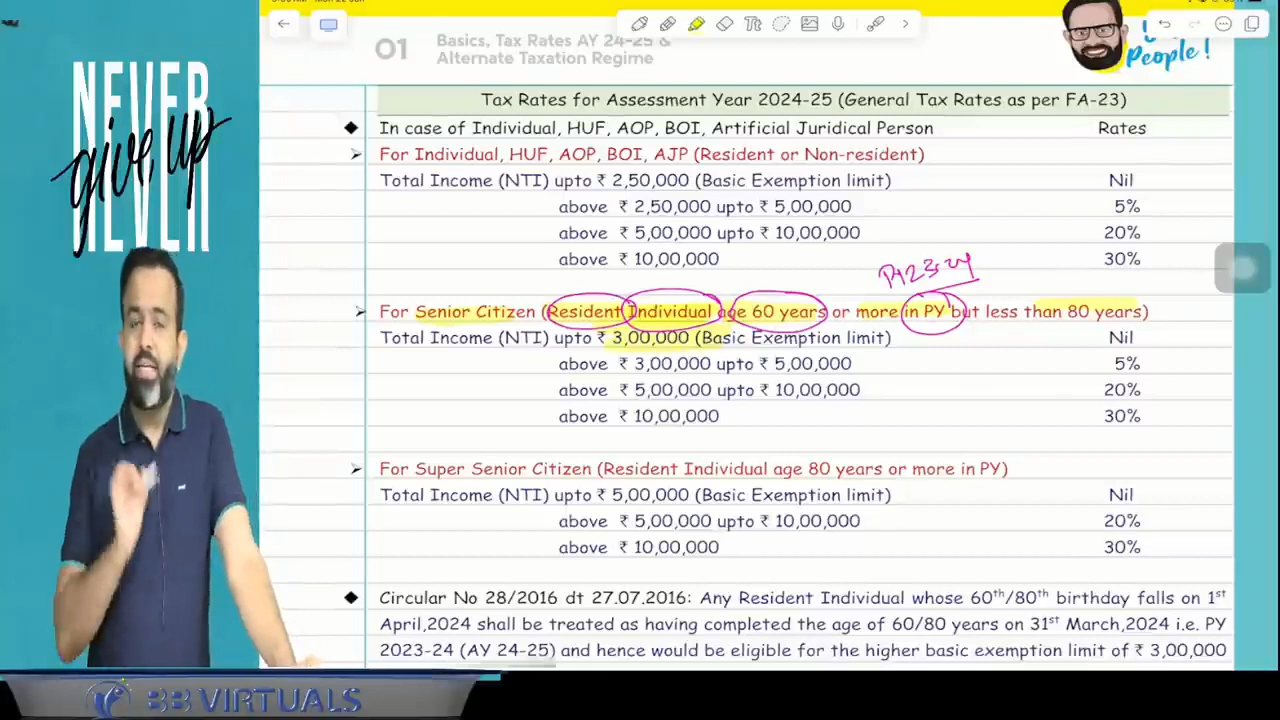 NEVER
give up
NEVER
01
Basics, Tax Rates AY 24-25 &
Alternate Taxation Regime
People !
Tax Rates for Assessment Year 2024-25 (General Tax Rates as per FA-23)
◆ In case of Individual, HUF, AOP, BOI, Artificial Juridical Person Rates
➢ For Individual, HUF, AOP, BOI, AJP (Resident or Non-resident)
Total Income (NTI) upto ₹ 2,50,000 (Basic Exemption limit) Nil
above ₹ 2,50,000 upto ₹ 5,00,000 5%
above ₹ 5,00,000 upto ₹ 10,00,000 20%
above ₹ 10,00,000 30%
PY 23-24
➢ For Senior Citizen (Resident Individual age 60 years or more in PY but less than 80 years)
Total Income (NTI) upto ₹ 3,00,000 (Basic Exemption limit) Nil
above ₹ 3,00,000 upto ₹ 5,00,000 5%
above ₹ 5,00,000 upto ₹ 10,00,000 20%
above ₹ 10,00,000 30%
➢ For Super Senior Citizen (Resident Individual age 80 years or more in PY)
Total Income (NTI) upto ₹ 5,00,000 (Basic Exemption limit) Nil
above ₹ 5,00,000 upto ₹ 10,00,000 20%
above ₹ 10,00,000 30%
◆ Circular No 28/2016 dt 27.07.2016: Any Resident Individual whose 60th/80th birthday falls on 1st
April,2024 shall be treated as having completed the age of 60/80 years on 31st March,2024 i.e. PY
2023-24 (AY 24-25) and hence would be eligible for the higher basic exemption limit of ₹ 3,00,000
BB VIRTUALS